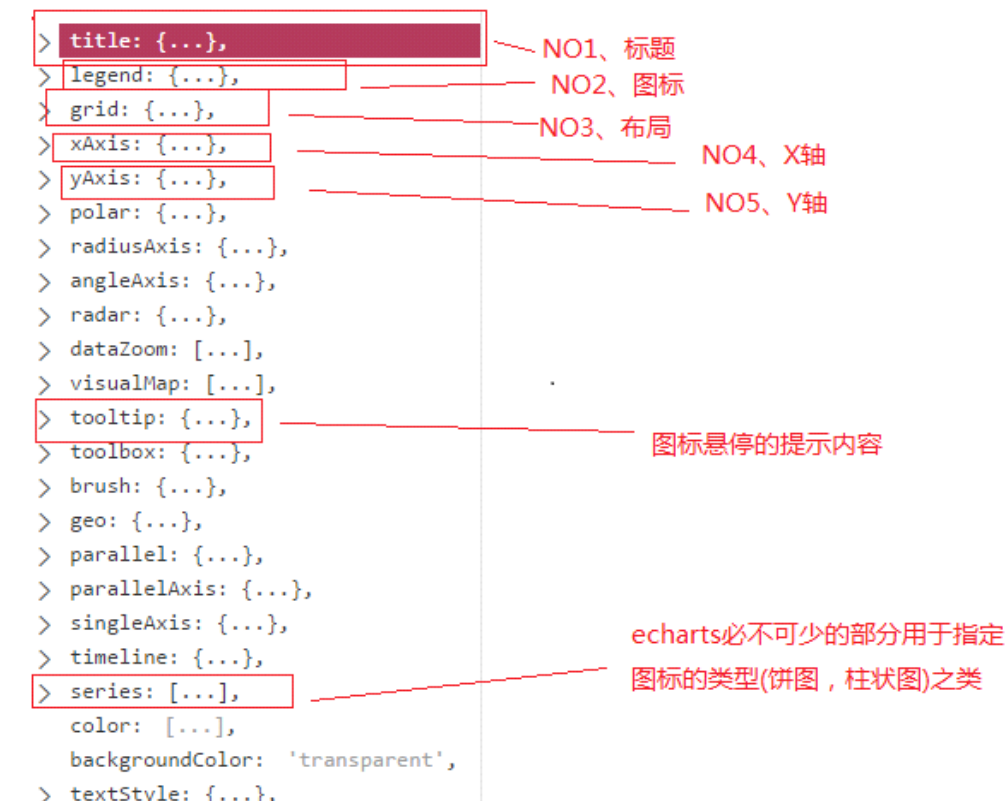 title: {...},
NO1、标题
legend: {...},
NO2、图标
grid: {...},
NO3、布局
xAxis: {...},
NO4、X轴
yAxis: {...},
NO5、Y轴
polar: {...},
radiusAxis: {...},
angleAxis: {...},
radar: {...},
dataZoom: [...],
visualMap: [...],
tooltip: {...},
图标悬停的提示内容
toolbox: {...},
brush: {...},
geo: {...},
parallel: {...},
parallelAxis: {...},
singleAxis: {...},
echarts必不可少的部分用于指定
timeline: {...},
图标的类型(饼图，柱状图)之类
series: [...],
color: [...],
backgroundColor: 'transparent',
textStyle: {...},